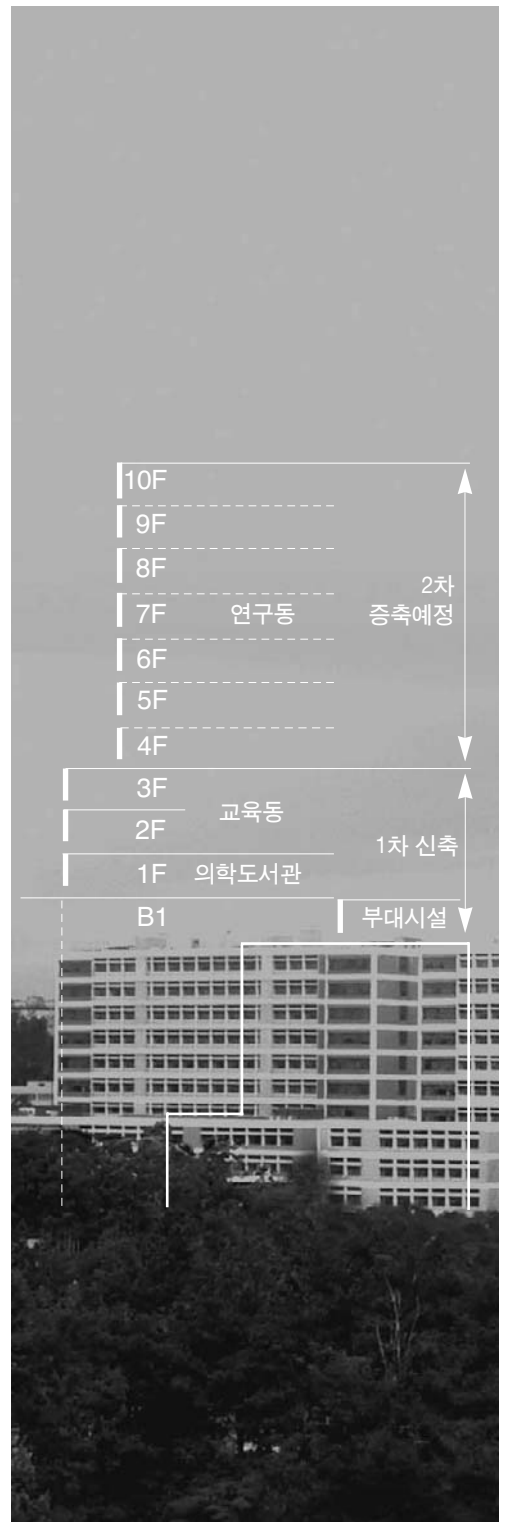 10F
9F
8F
2차
7F 연구동 증축예정
6F
5F
4F
3F
교육동
2F
1차 신축
1F 의학도서관
B1 부대시설